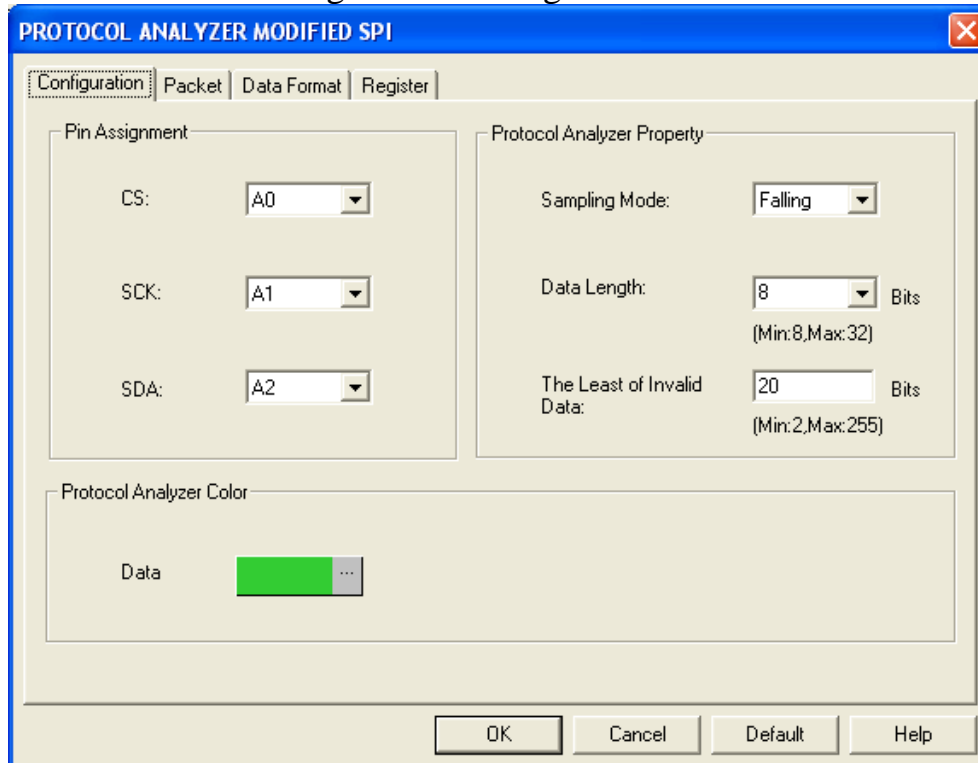 PROTOCOL ANALYZER MODIFIED SPI
Configuration Packet Data Format Register
Pin Assignment
CS: A0
SCK: A1
SDA: A2
Protocol Analyzer Property
Sampling Mode: Falling
Data Length: 8 Bits
(Min:8,Max:32)
The Least of Invalid
Data:
20 Bits
(Min:2,Max:255)
Protocol Analyzer Color
Data ...
OK Cancel Default Help